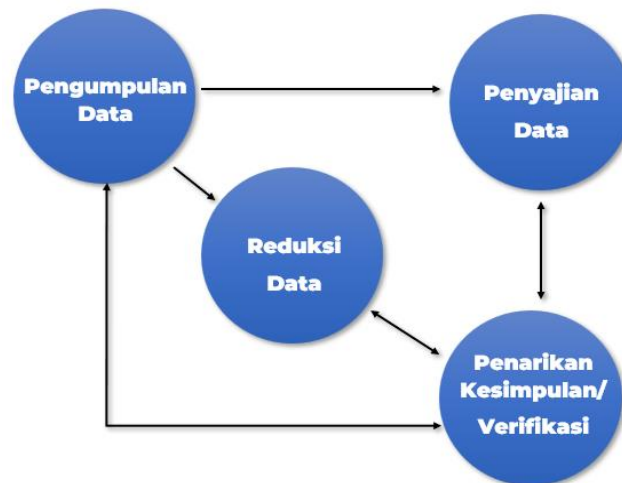 Pengumpulan
Data
Penyajian
Data
Reduksi
Data
Penarikan
Kesimpulan/
Verifikasi